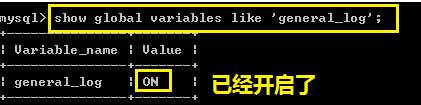 mysql> show global variables like 'general_log';
+---------------+-------+
| Variable_name | Value |
+---------------+-------+
| general_log | ON |
+---------------+-------+
已经开启了